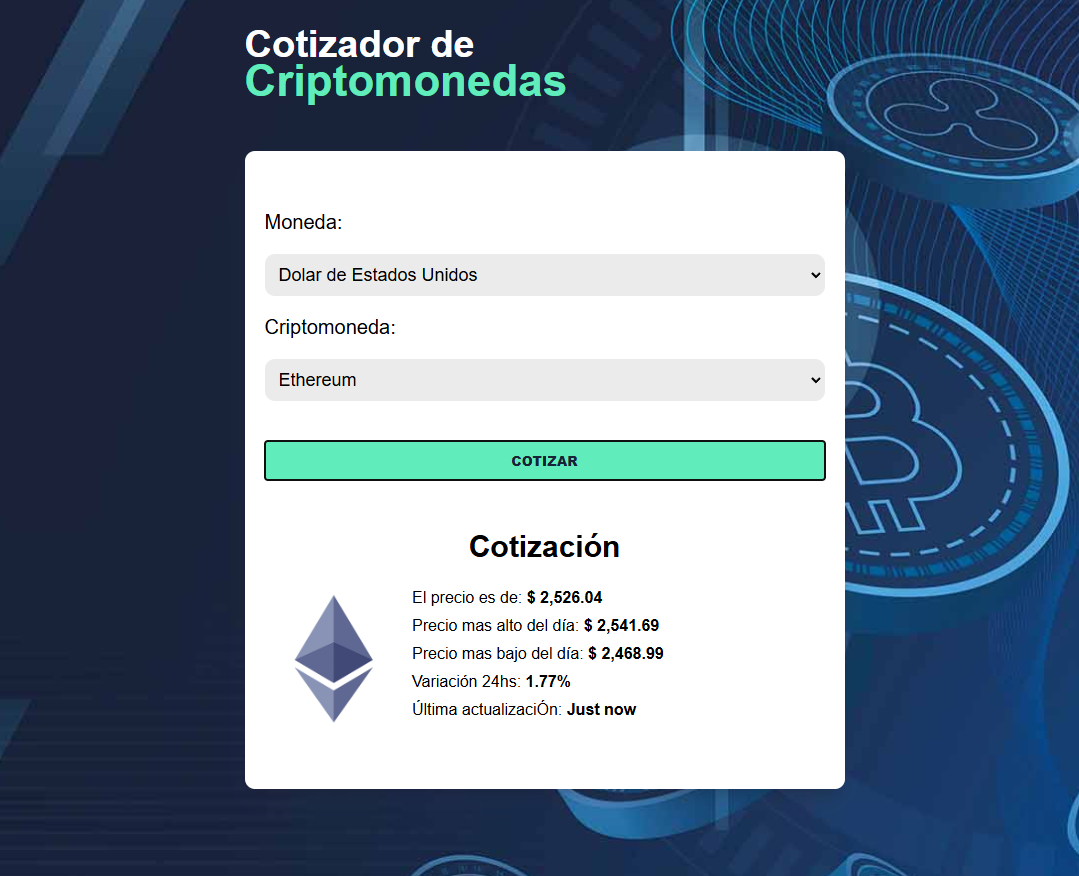 Cotizador de
Criptomonedas
Moneda:
Dolar de Estados Unidos
Criptomoneda:
Ethereum
COTIZAR
Cotización
El precio es de: $ 2,526.04
Precio mas alto del día: $ 2,541.69
Precio mas bajo del día: $ 2,468.99
Variación 24hs: 1.77%
Última actualizaciÓn: Just now